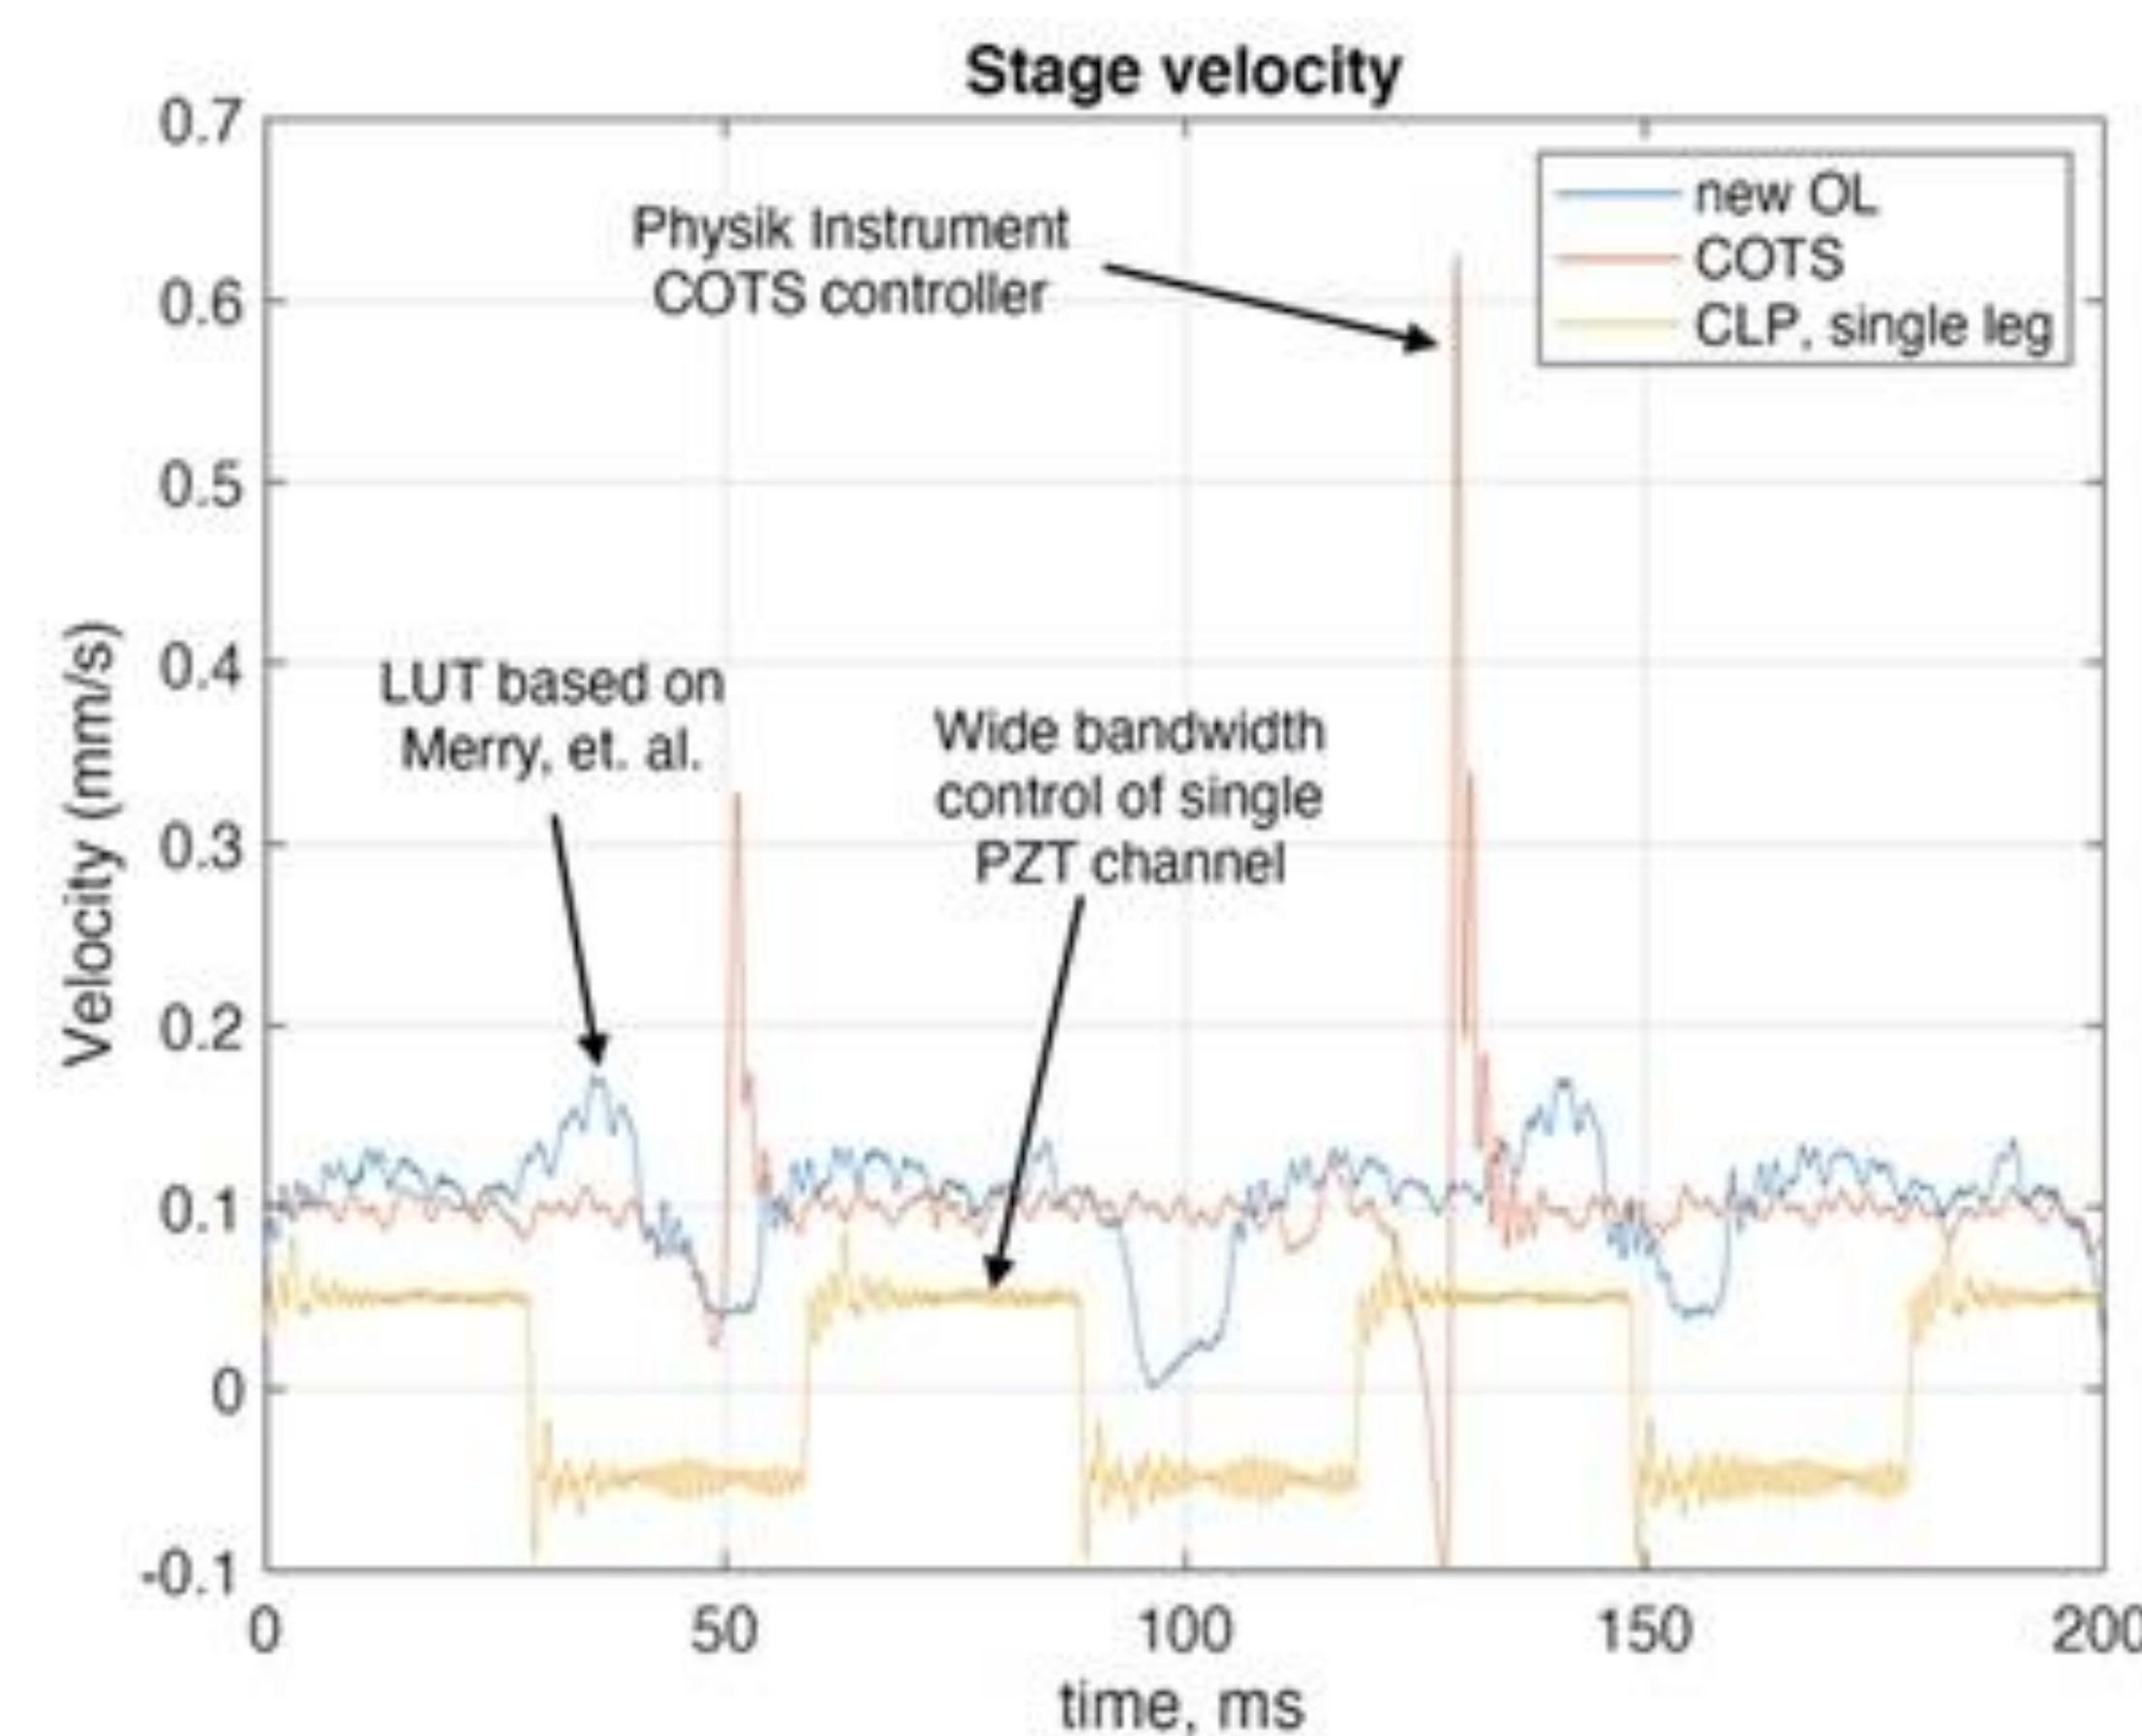 Stage velocity
0.7
0.6
0.5
0.4
0.3
0.2
0.1
0
-0.1
Velocity (mm/s)
Physik Instrument
COTS controller
new OL
COTS
CLP, single leg
LUT based on
Merry, et. al.
Wide bandwidth
control of single
PZT channel
0 50 100 150 200
time, ms